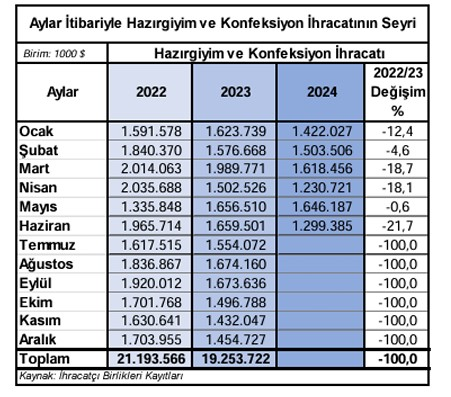 Aylar İtibariyle Hazırgiyim ve Konfeksiyon İhracatının Seyri
Birim: 1000 $ Hazırgiyim ve Konfeksiyon İhracatı
Aylar 2022 2023 2024 2022/23 Değişim %
Ocak 1.591.578 1.623.739 1.422.027 -12,4
Şubat 1.840.370 1.576.668 1.503.506 -4,6
Mart 2.014.063 1.989.771 1.618.456 -18,7
Nisan 2.035.688 1.502.526 1.230.721 -18,1
Mayıs 1.335.848 1.656.510 1.646.187 -0,6
Haziran 1.965.714 1.659.501 1.299.385 -21,7
Temmuz 1.617.515 1.554.072 -100,0
Ağustos 1.836.867 1.674.160 -100,0
Eylül 1.920.012 1.673.636 -100,0
Ekim 1.701.768 1.496.788 -100,0
Kasım 1.630.641 1.432.047 -100,0
Aralık 1.703.955 1.454.727 -100,0
Toplam 21.193.566 19.253.722 -100,0
Kaynak: İhracatçı Birlikleri Kayıtları